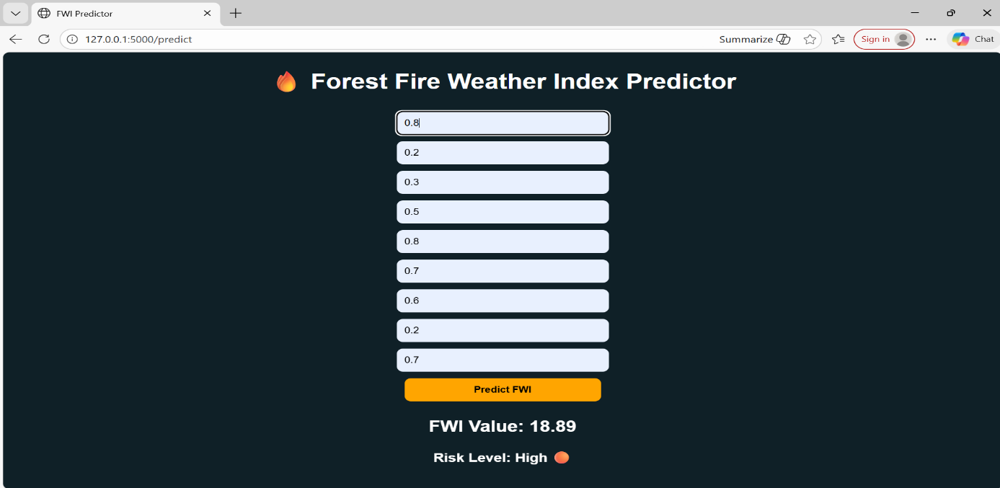 FWI Predictor
127.0.0.1:5000/predict
Summarize
Sign in
Chat
Forest Fire Weather Index Predictor
0.8
0.2
0.3
0.5
0.8
0.7
0.6
0.2
0.7
Predict FWI
FWI Value: 18.89
Risk Level: High